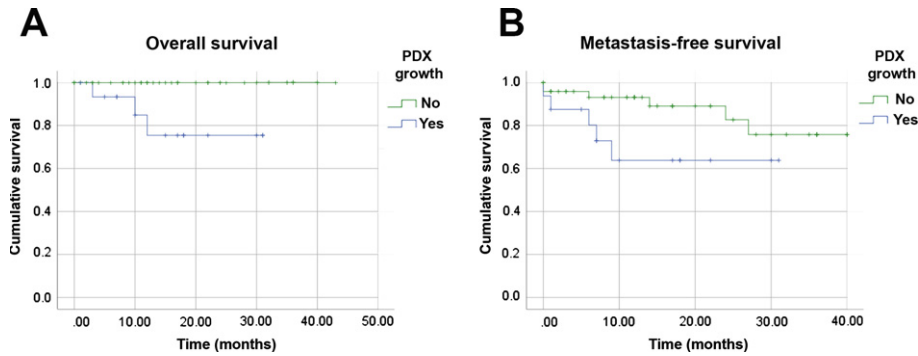 A
Overall survival
PDX
growth
No
Yes
Cumulative survival
1.0
0.8
0.6
0.4
0.2
0.0
.00 10.00 20.00 30.00 40.00 50.00
Time (months)
B
Metastasis-free survival
PDX
growth
No
Yes
Cumulative survival
1.0
0.8
0.6
0.4
0.2
0.0
.00 10.00 20.00 30.00 40.00
Time (months)